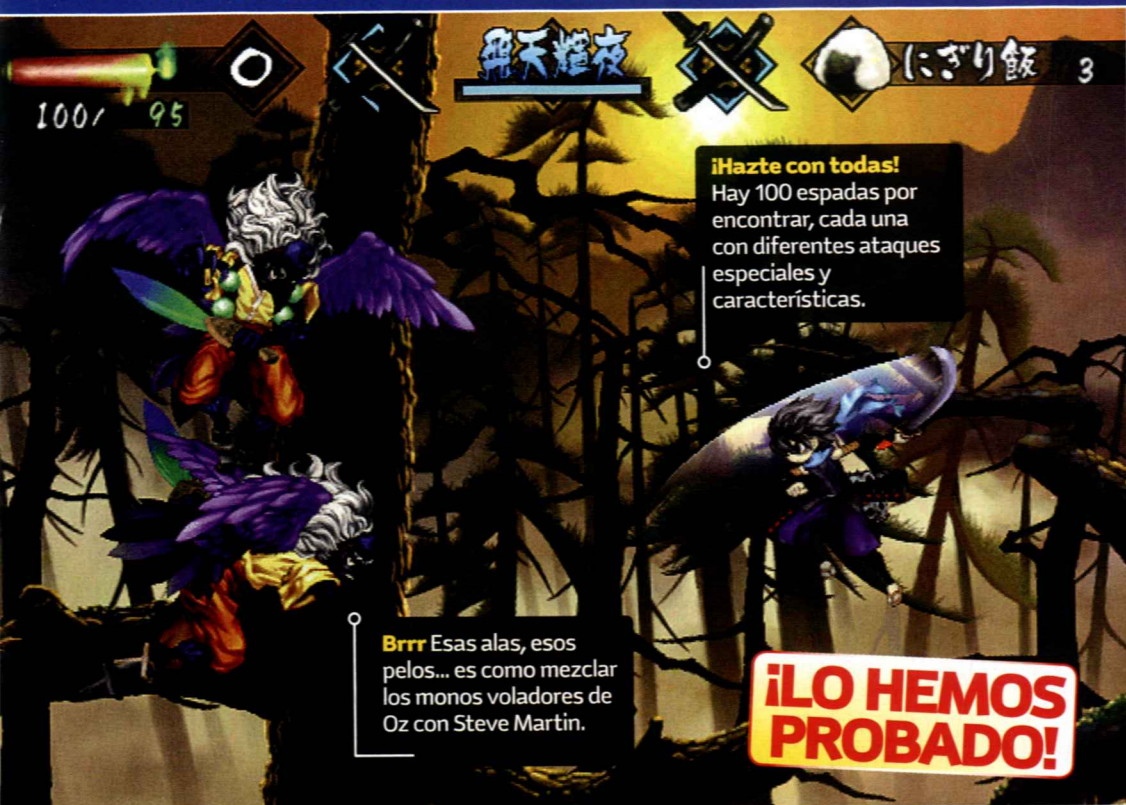 100/ 95
飛天輝夜
にぎり飯 3
¡Hazte con todas!
Hay 100 espadas por
encontrar, cada una
con diferentes ataques
especiales y
características.
Brrr Esas alas, esos
pelos... es como mezclar
los monos voladores de
Oz con Steve Martin.
¡LO HEMOS
PROBADO!